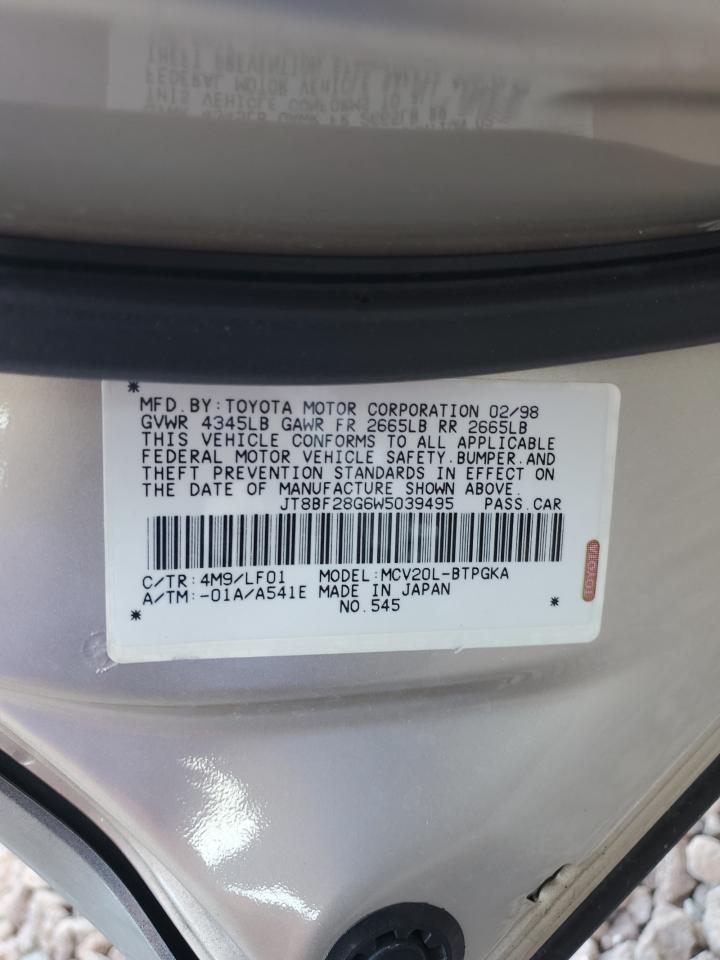 *
MFD.BY:TOYOTA MOTOR CORPORATION 02/98
GVWR 4345LB GAWR FR 2665LB RR 2665LB
THIS VEHICLE CONFORMS TO ALL APPLICABLE
FEDERAL MOTOR VEHICLE SAFETY.BUMPER.AND
THEFT PREVENTION STANDARDS IN EFFECT ON
THE DATE OF MANUFACTURE SHOWN ABOVE.
JT8BF28G6W5039495 PASS.CAR
C/TR:4M9/LF01 MODEL:MCV20L-BTPGKA
A/TM:-01A/A541E MADE IN JAPAN
* NO.545 *
TOYOTA